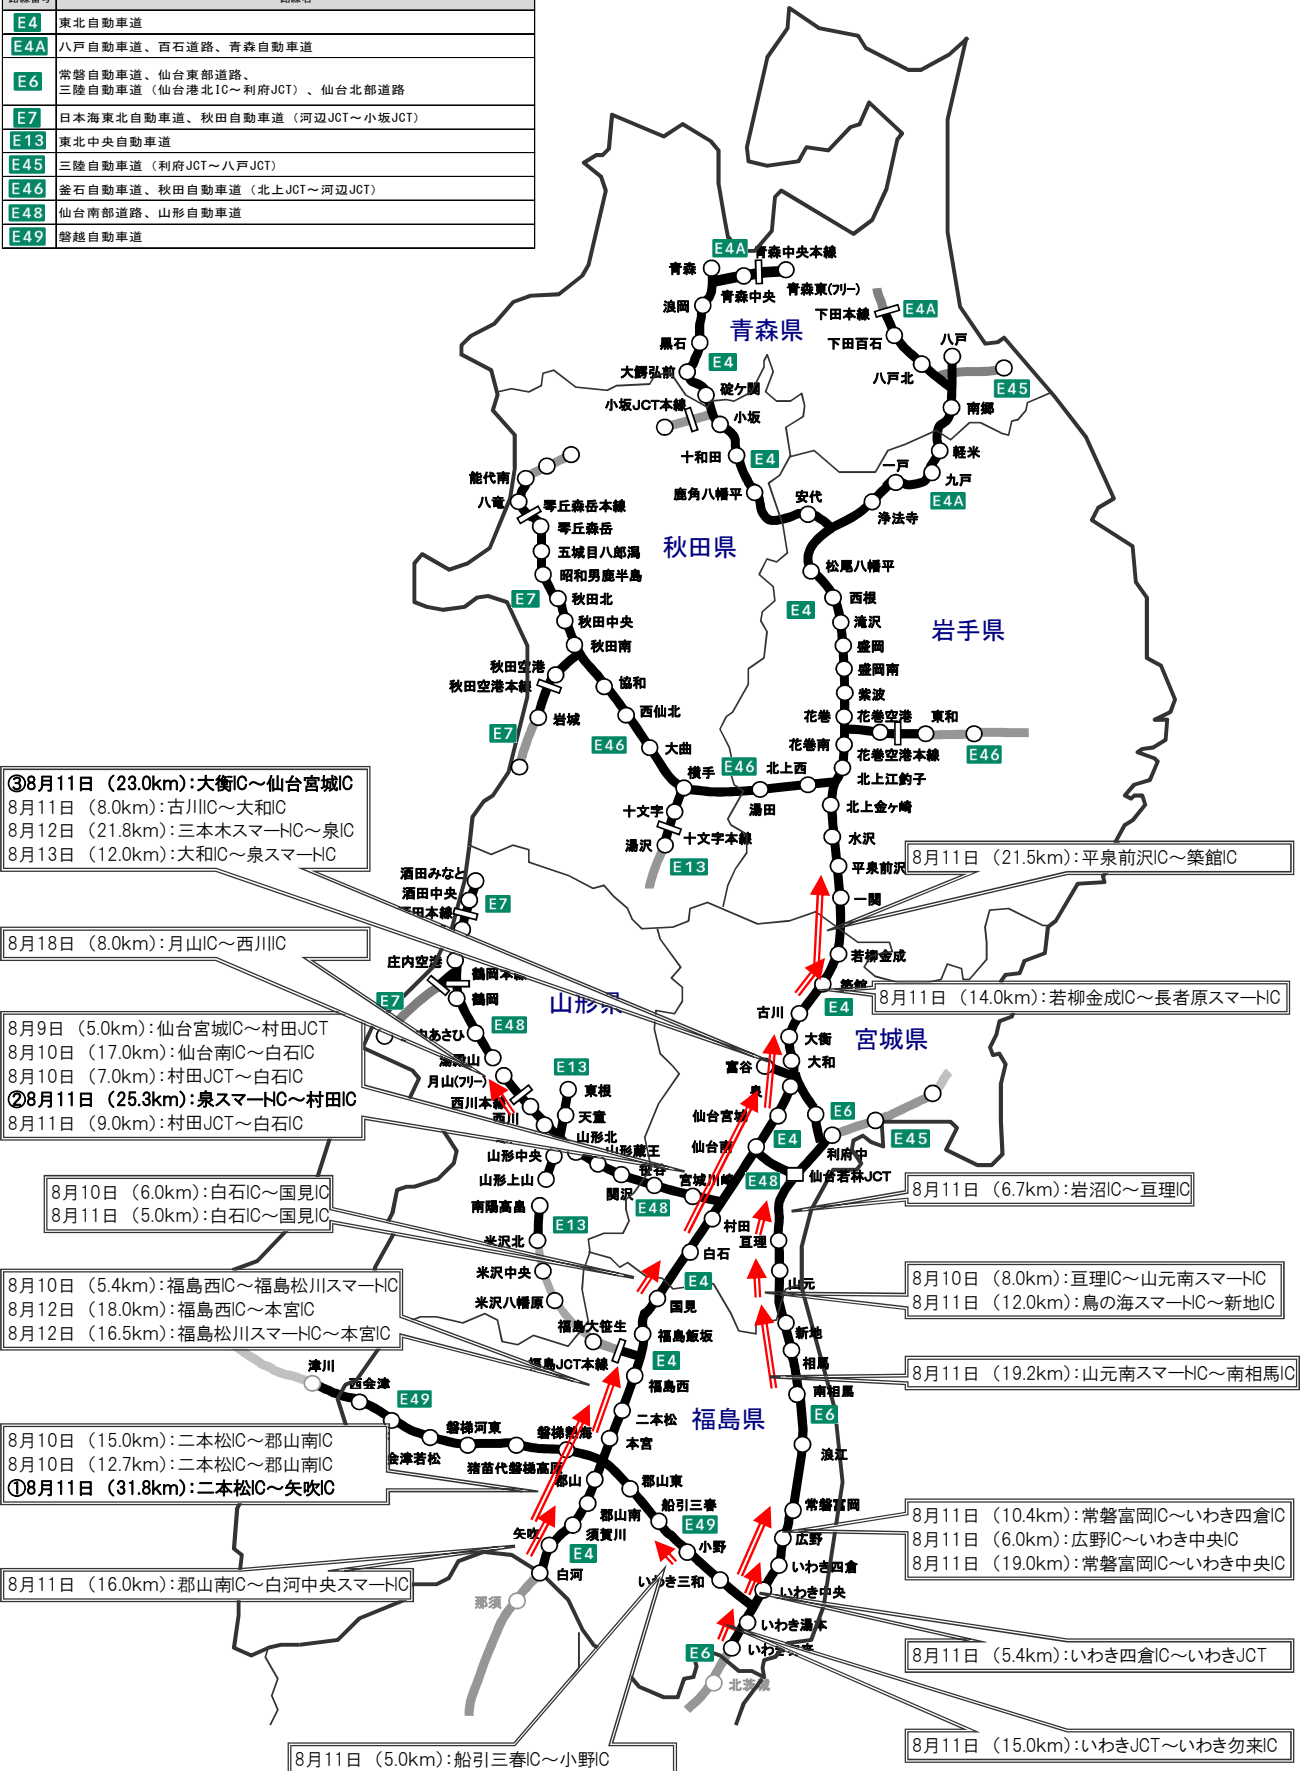 E4 東北自動車道
E4A 八戸自動車道、百石道路、青森自動車道
E6 常磐自動車道、仙台東部道路、
三陸自動車道（仙台港北IC～利府JCT）、仙台北部道路
E7 日本海東北自動車道、秋田自動車道（河辺JCT～小坂JCT）
E13 東北中央自動車道
E45 三陸自動車道（利府JCT～八戸JCT）
E46 釜石自動車道、秋田自動車道（北上JCT～河辺JCT）
E48 仙台南部道路、山形自動車道
E49 磐越自動車道
E4A
青森中央本線
青森
青森中央
青森東(フリー)
浪岡
下田本線
E4A
青森県
黒石
下田百石
八戸
E4
大鰐弘前
八戸北
E45
碇ケ関
小坂JCT本線
小坂
南郷
十和田
E4
軽米
一戸
九戸
能代南
鹿角八幡平
E4A
八竜
琴丘森岳本線
安代
浄法寺
琴丘森岳
秋田県
五城目八郎潟
昭和男鹿半島
松尾八幡平
E7
秋田北
西根
E4
秋田中央
滝沢
岩手県
秋田南
盛岡
秋田空港
盛岡南
秋田空港本線
協和
紫波
岩城
西仙北
花巻
花巻空港
東和
E7
E46
大曲
花巻南
花巻空港本線
E46
横手
E46
北上西
北上江釣子
十文字
湯田
北上金ヶ崎
湯沢
十文字本線
水沢
E13
平泉前沢
③8月11日（23.0km）：大衡IC～仙台宮城IC
8月11日（8.0km）：古川IC～大和IC
8月12日（21.8km）：三本木スマートIC～泉IC
8月13日（12.0km）：大和IC～泉スマートIC
8月11日（21.5km）：平泉前沢IC～築館IC
酒田みなと
酒田中央
E7
一関
8月18日（8.0km）：月山IC～西川IC
庄内空港
鶴岡本線
若柳金成
築館
E7
鶴岡
山形県
8月11日（14.0km）：若柳金成IC～長者原スマートIC
E4
古川
E48
大衡
宮城県
8月9日（5.0km）：仙台宮城IC～村田JCT
8月10日（17.0km）：仙台南IC～白石IC
8月10日（7.0km）：村田JCT～白石IC
②8月11日（25.3km）：泉スマートIC～村田IC
8月11日（9.0km）：村田JCT～白石IC
湯殿山
月山(フリー)
E13
富谷
大和
東根
泉
西川本線
西川
天童
仙台宮城
E6
山形北
仙台南
E4
E45
山形中央
山形蔵王
利府中
山形上山
笹谷
宮城川崎
E48
仙台若林JCT
関沢
8月10日（6.0km）：白石IC～国見IC
8月11日（5.0km）：白石IC～国見IC
南陽高畠
E48
8月11日（6.7km）：岩沼IC～亘理IC
E13
村田
米沢北
白石
亘理
米沢中央
E4
山元
8月10日（5.4km）：福島西IC～福島松川スマートIC
8月12日（18.0km）：福島西IC～本宮IC
8月12日（16.5km）：福島松川スマートIC～本宮IC
8月10日（8.0km）：亘理IC～山元南スマートIC
8月11日（12.0km）：鳥の海スマートIC～新地IC
米沢八幡原
国見
福島大笹生
福島飯坂
新地
福島JCT本線
E4
相馬
津川
福島西
8月11日（19.2km）：山元南スマートIC～南相馬IC
西会津
南相馬
E49
二本松
福島県
E6
磐梯河東
磐梯熱海
本宮
8月10日（15.0km）：二本松IC～郡山南IC
8月10日（12.7km）：二本松IC～郡山南IC
①8月11日（31.8km）：二本松IC～矢吹IC
会津若松
猪苗代磐梯高原
浪江
郡山
郡山東
郡山南
船引三春
常磐富岡
矢吹
須賀川
E49
8月11日（10.4km）：常磐富岡IC～いわき四倉IC
8月11日（6.0km）：広野IC～いわき中央IC
8月11日（19.0km）：常磐富岡IC～いわき中央IC
E4
小野
広野
白河
いわき四倉
8月11日（16.0km）：郡山南IC～白河中央スマートIC
いわき三和
いわき中央
那須
いわき湯本
E6
いわき勿来
8月11日（5.4km）：いわき四倉IC～いわきJCT
北茨城
8月11日（15.0km）：いわきJCT～いわき勿来IC
8月11日（5.0km）：船引三春IC～小野IC